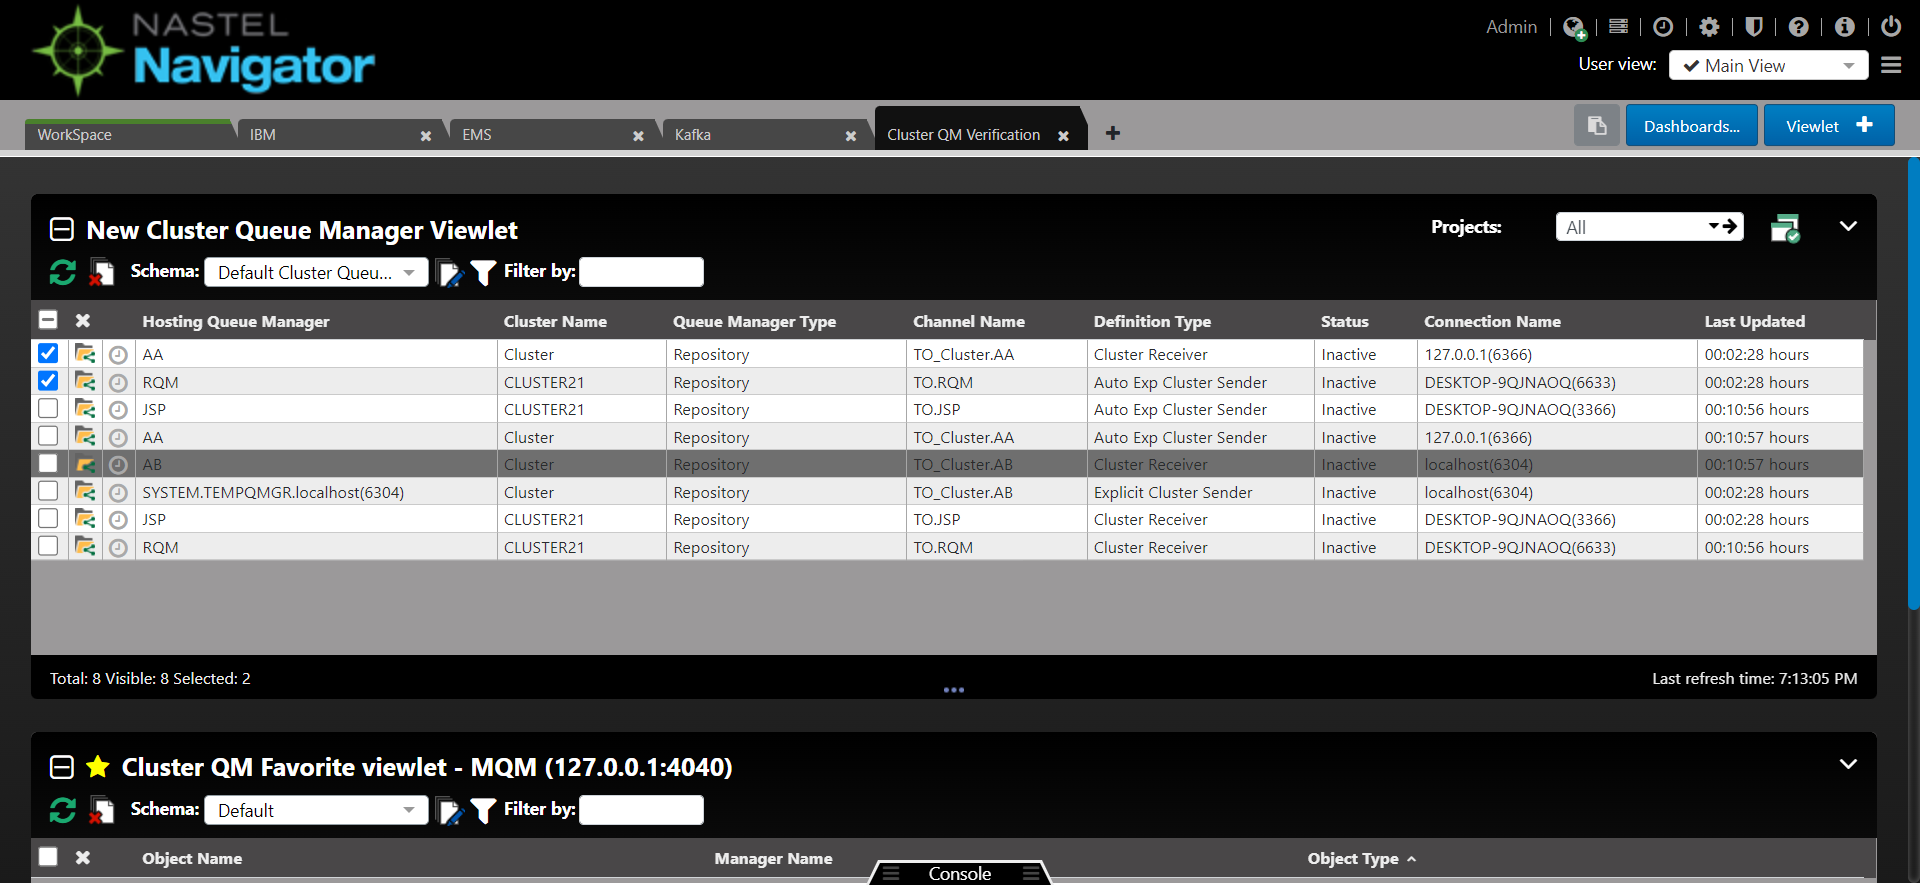 NASTEL
Navigator
Admin
User view: Main View
WorkSpace IBM EMS Kafka Cluster QM Verification
Dashboards... Viewlet
New Cluster Queue Manager Viewlet
Projects: All
Schema: Default Cluster Queu... Filter by:
Hosting Queue Manager Cluster Name Queue Manager Type Channel Name Definition Type Status Connection Name Last Updated
AA Cluster Repository TO_Cluster.AA Cluster Receiver Inactive 127.0.0.1(6366) 00:02:28 hours
RQM CLUSTER21 Repository TO.RQM Auto Exp Cluster Sender Inactive DESKTOP-9QJNAOQ(6633) 00:02:28 hours
JSP CLUSTER21 Repository TO.JSP Auto Exp Cluster Sender Inactive DESKTOP-9QJNAOQ(3366) 00:10:56 hours
AA Cluster Repository TO_Cluster.AA Auto Exp Cluster Sender Inactive 127.0.0.1(6366) 00:10:57 hours
AB Cluster Repository TO_Cluster.AB Cluster Receiver Inactive localhost(6304) 00:10:57 hours
SYSTEM.TEMPQMGR.localhost(6304) Cluster Repository TO_Cluster.AB Explicit Cluster Sender Inactive localhost(6304) 00:02:28 hours
JSP CLUSTER21 Repository TO.JSP Cluster Receiver Inactive DESKTOP-9QJNAOQ(3366) 00:02:28 hours
RQM CLUSTER21 Repository TO.RQM Cluster Receiver Inactive DESKTOP-9QJNAOQ(6633) 00:10:56 hours
Total: 8 Visible: 8 Selected: 2
Last refresh time: 7:13:05 PM
Cluster QM Favorite viewlet - MQM (127.0.0.1:4040)
Schema: Default Filter by:
Object Name Manager Name Object Type
Console